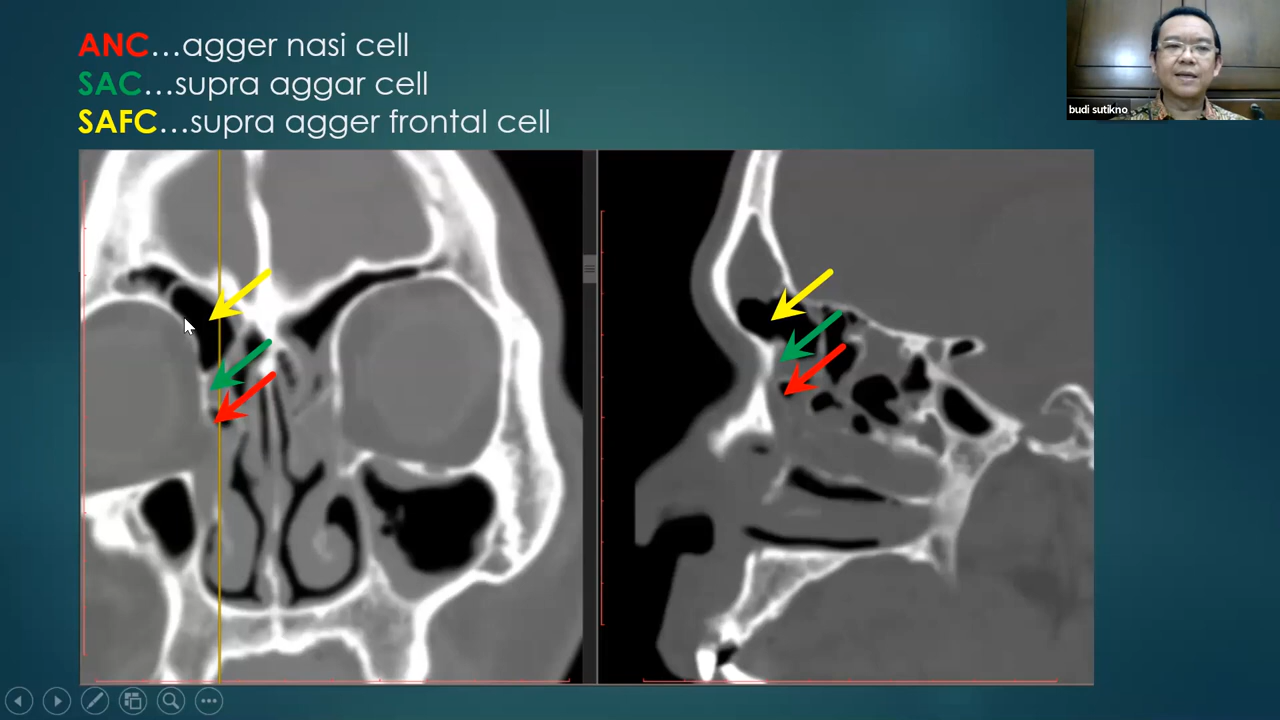 ANC...agger nasi cell
SAC...supra aggar cell
SAFC...supra agger frontal cell
budi sutikno